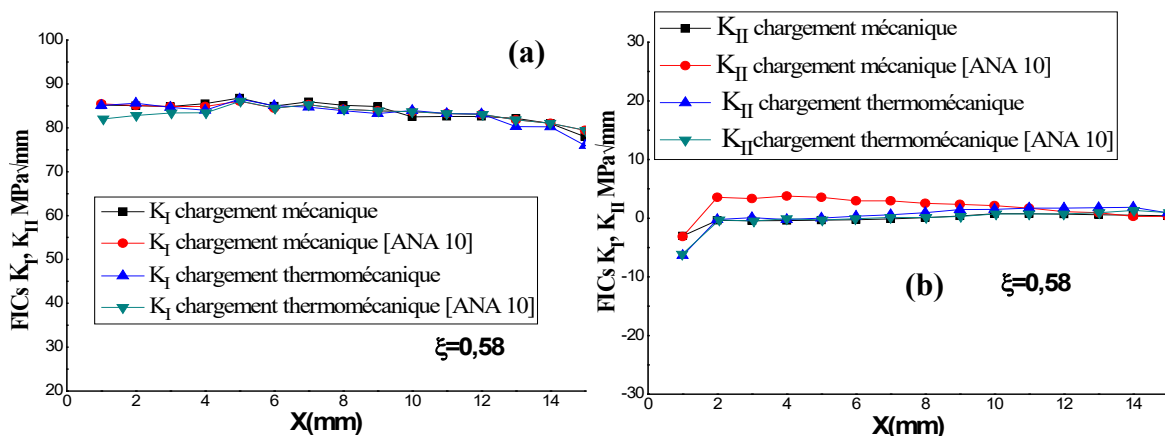 (a)
FICs K_I, K_II MPa√mm
100
90
80
70
60
50
40
30
20
K_I chargement mécanique
K_I chargement mécanique [ANA 10]
K_I chargement thermomécanique
K_I chargement thermomécanique [ANA 10]
ξ=0,58
0 2 4 6 8 10 12 14
X(mm)
K_II chargement mécanique
K_II chargement mécanique [ANA 10]
K_II chargement thermomécanique
K_II chargement thermomécanique [ANA 10]
FICs K_I, K_II MPa√mm
30
20
10
0
-10
-20
-30
(b)
ξ=0,58
0 2 4 6 8 10 12 14
X(mm)